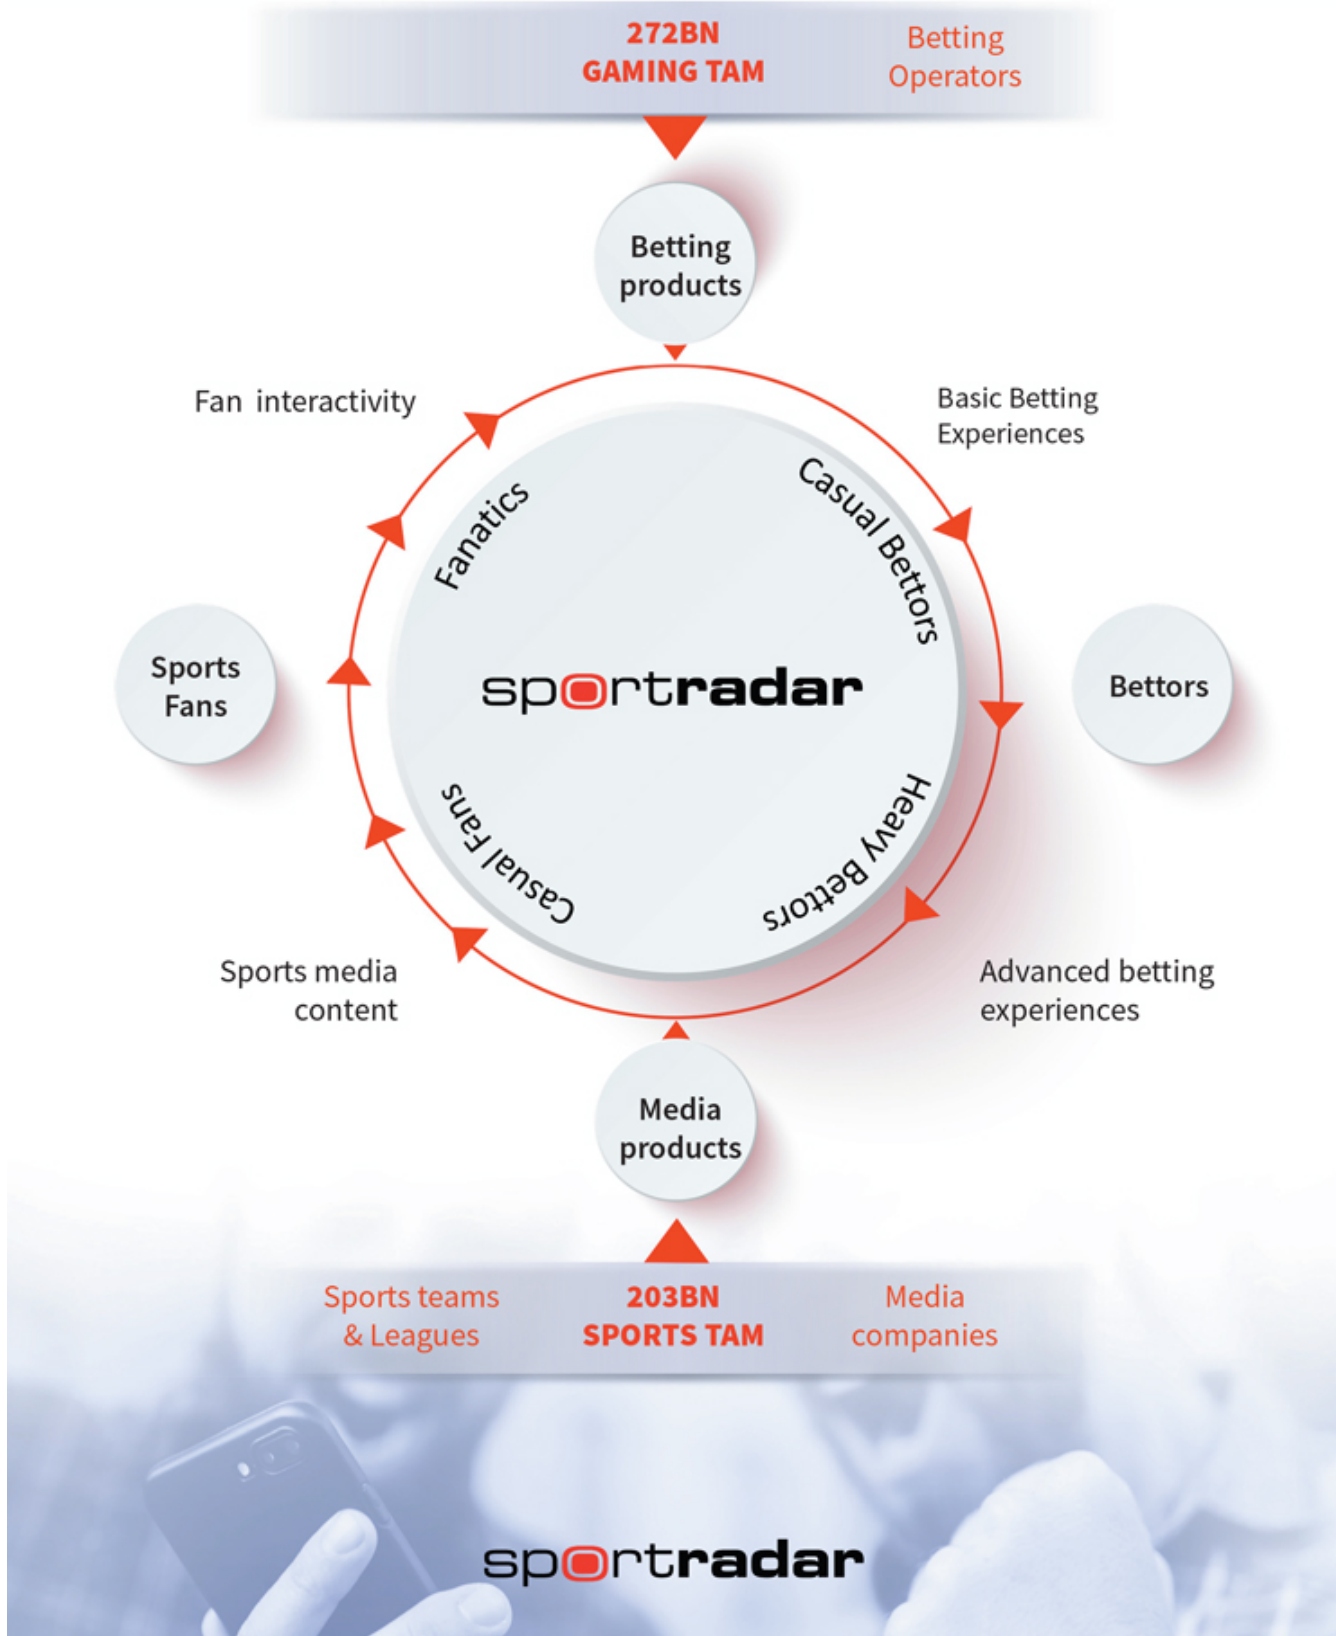 272BN
GAMING TAM
Betting
Operators
Betting
products
Fan interactivity
Basic Betting
Experiences
Fanatics
Casual Bettors
Sports
Fans
sportradar
Bettors
Casual Fans
Heavy Bettors
Sports media
content
Advanced betting
experiences
Media
products
Sports teams
& Leagues
203BN
SPORTS TAM
Media
companies
sportradar